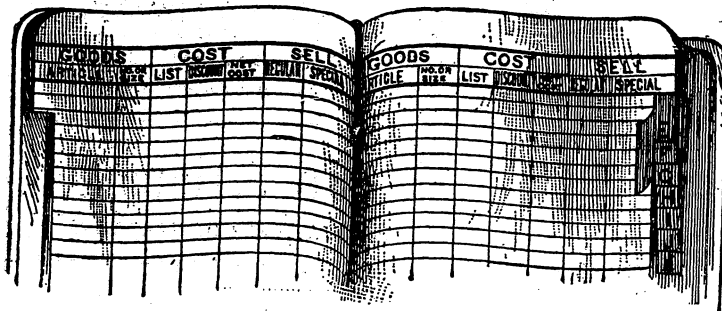 GOODS COST SELL
ARTICLE NO. OR SIZE LIST DISCOUNT NET COST REGULAR SPECIAL
GOODS COST SELL
NO. OR SIZE LIST DISCOUNT REGULAR SPECIAL